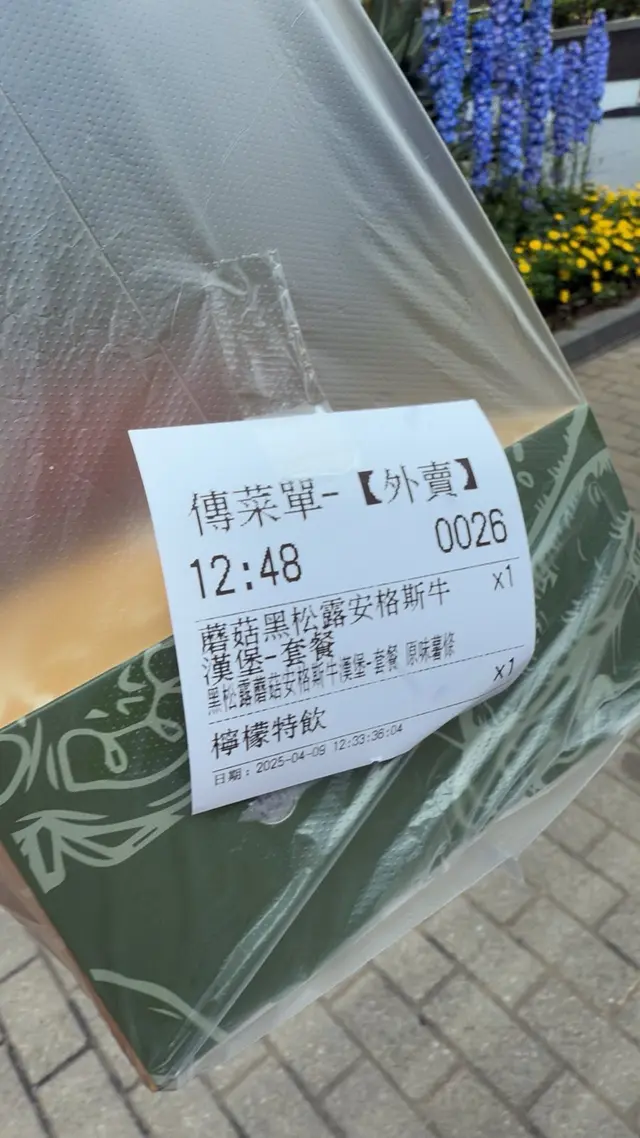 傳菜單-【外賣】
12:48 0026
蘑菇黑松露安格斯牛 x1
漢堡-套餐
黑松露蘑菇安格斯牛漢堡-套餐 原味薯條
檸檬特飲 x1
日期: 2025-04-09 12:33:36:04